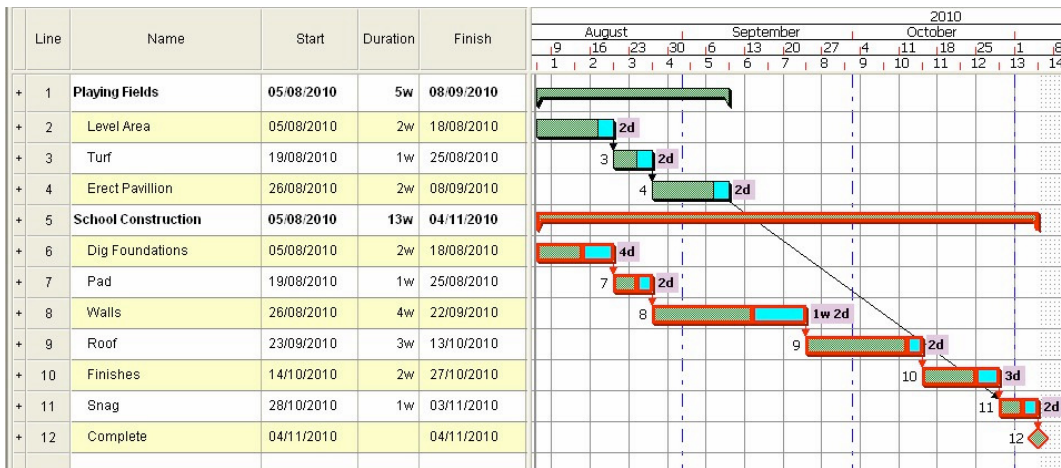 2010
August September October
9 16 23 30 6 13 20 27 4 11 18 25 1 8
1 2 3 4 5 6 7 8 9 10 11 12 13 14
Line Name Start Duration Finish
+ 1 Playing Fields 05/08/2010 5w 08/09/2010
+ 2 Level Area 05/08/2010 2w 18/08/2010 2d
+ 3 Turf 19/08/2010 1w 25/08/2010 3 2d
+ 4 Erect Pavillion 26/08/2010 2w 08/09/2010 4 2d
+ 5 School Construction 05/08/2010 13w 04/11/2010
+ 6 Dig Foundations 05/08/2010 2w 18/08/2010 4d
+ 7 Pad 19/08/2010 1w 25/08/2010 7 2d
+ 8 Walls 26/08/2010 4w 22/09/2010 8 1w 2d
+ 9 Roof 23/09/2010 3w 13/10/2010 9 2d
+ 10 Finishes 14/10/2010 2w 27/10/2010 10 3d
+ 11 Snag 28/10/2010 1w 03/11/2010 11 2d
+ 12 Complete 04/11/2010 04/11/2010 12